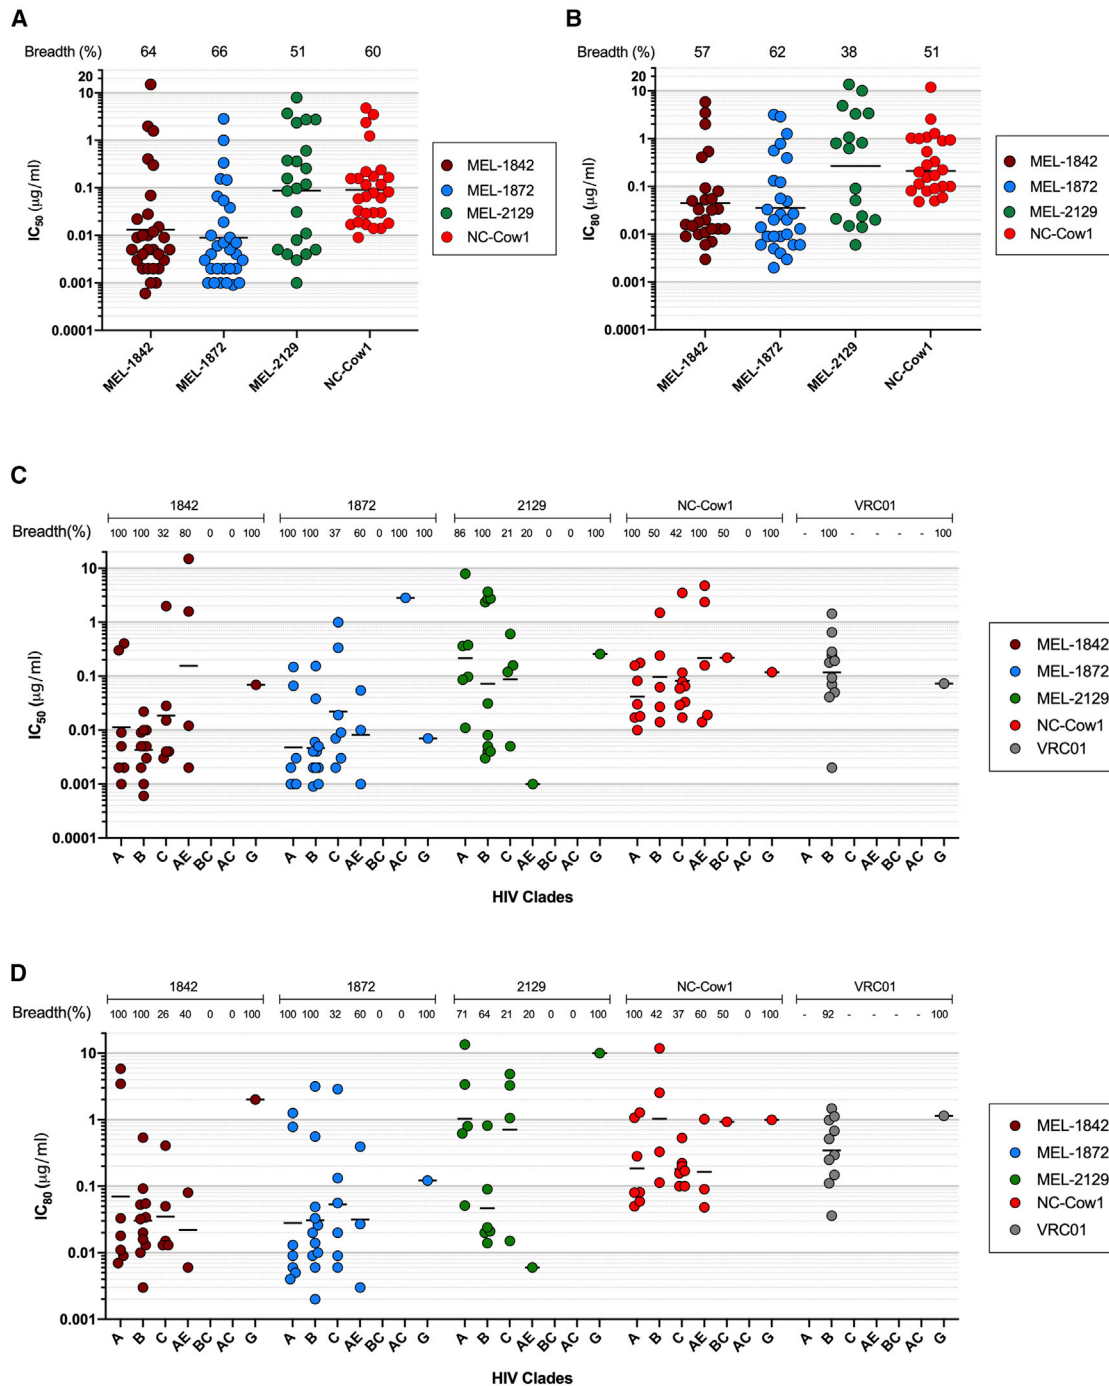 A
Breadth (%) 64 66 51 60
20
10
1
0.1
0.01
0.001
0.0001
IC50 (µg/ml)
MEL-1842
MEL-1872
MEL-2129
NC-Cow1
MEL-1842
MEL-1872
MEL-2129
NC-Cow1
B
Breadth (%) 57 62 38 51
20
10
1
0.1
0.01
0.001
0.0001
IC80 (µg/ml)
MEL-1842
MEL-1872
MEL-2129
NC-Cow1
MEL-1842
MEL-1872
MEL-2129
NC-Cow1
C
1842 1872 2129 NC-Cow1 VRC01
Breadth(%) 100 100 32 80 0 0 100 100 100 37 60 0 100 100 86 100 21 20 0 0 100 100 50 42 100 50 0 100 - 100 - - - - 100
10
1
0.1
0.01
0.001
0.0001
IC50 (µg/ml)
A B C AE BC AC G A B C AE BC AC G A B C AE BC AC G A B C AE BC AC G A B C AE BC AC G
HIV Clades
MEL-1842
MEL-1872
MEL-2129
NC-Cow1
VRC01
D
1842 1872 2129 NC-Cow1 VRC01
Breadth(%) 100 100 26 40 0 0 100 100 100 32 60 0 0 100 71 64 21 20 0 0 100 100 42 37 60 50 0 100 - 92 - - - - 100
10
1
0.1
0.01
0.001
IC80 (µg/ml)
A B C AE BC AC G A B C AE BC AC G A B C AE BC AC G A B C AE BC AC G A B C AE BC AC G
HIV Clades
MEL-1842
MEL-1872
MEL-2129
NC-Cow1
VRC01